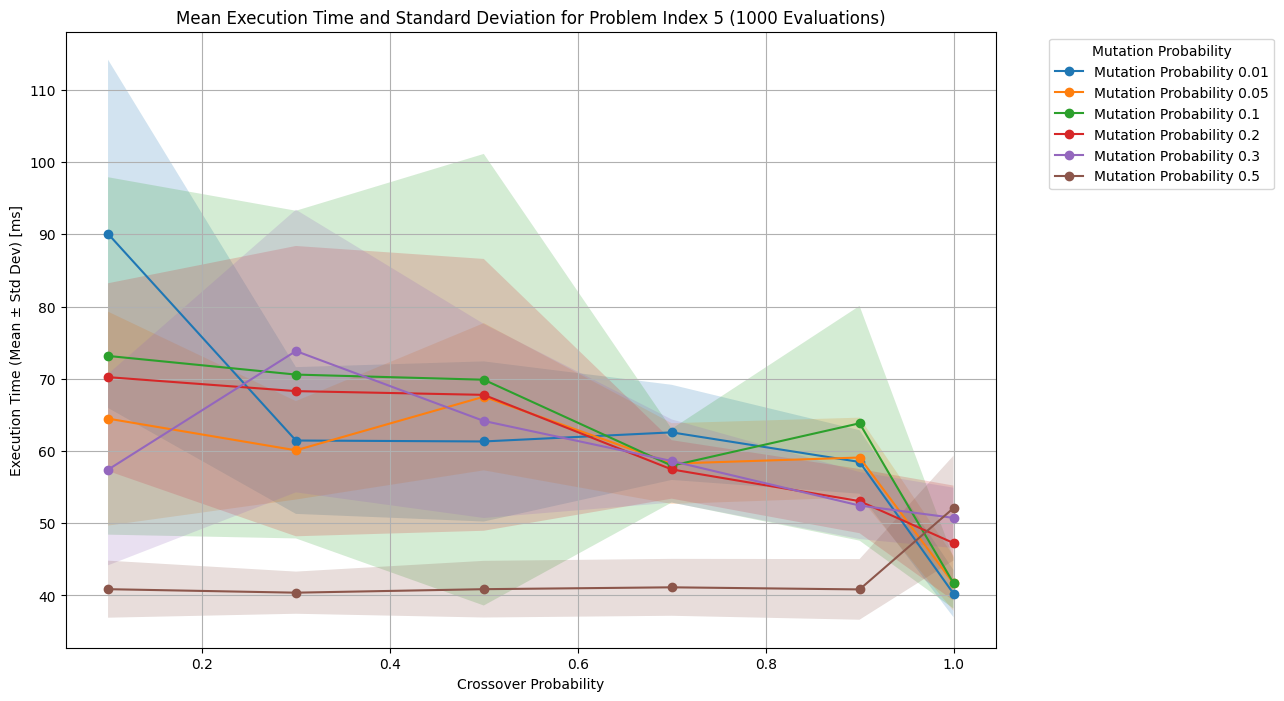 Mean Execution Time and Standard Deviation for Problem Index 5 (1000 Evaluations)
Execution Time (Mean ± Std Dev) [ms]
110
100
90
80
70
60
50
40
0.2
0.4
0.6
0.8
1.0
Crossover Probability
Mutation Probability
Mutation Probability 0.01
Mutation Probability 0.05
Mutation Probability 0.1
Mutation Probability 0.2
Mutation Probability 0.3
Mutation Probability 0.5